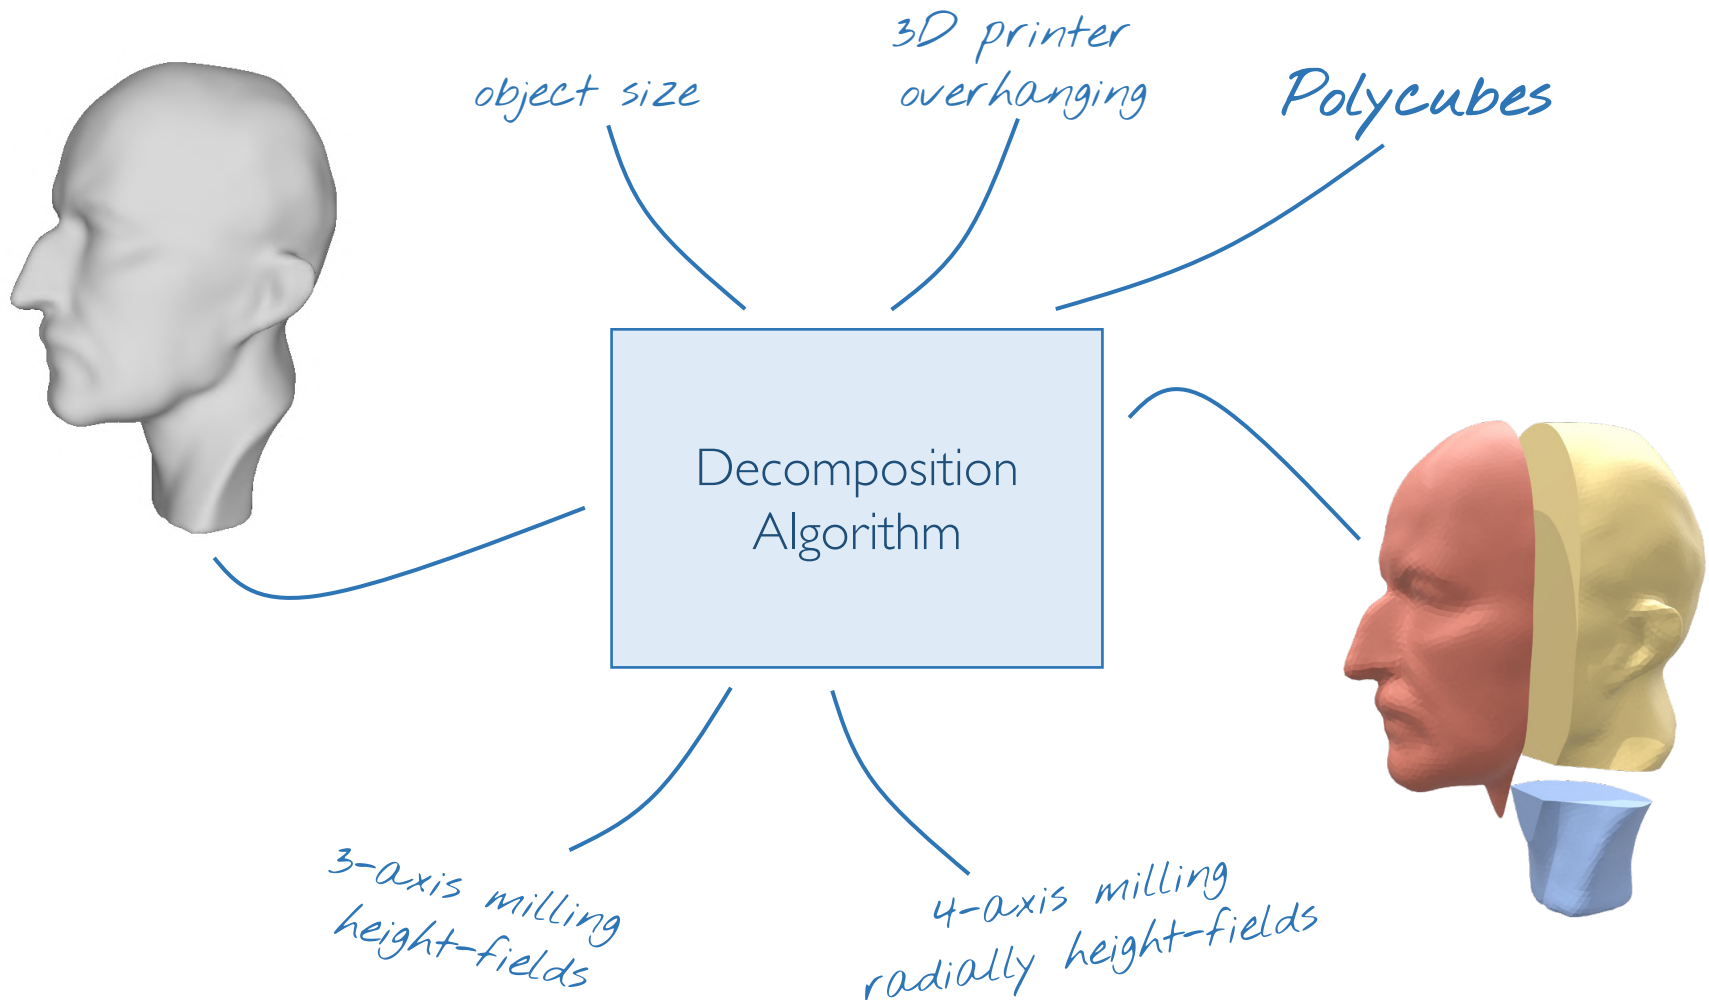 3D printer
overhanging
object size
Polycubes
Decomposition
Algorithm
3-axis milling
height-fields
4-axis milling
radially height-fields